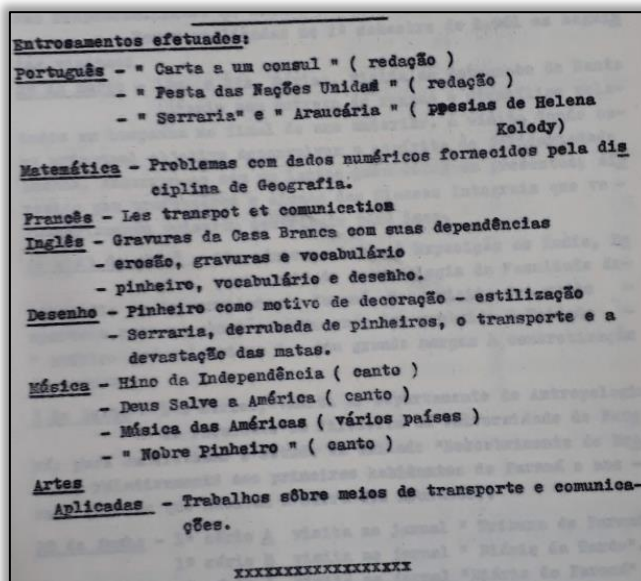 Entrosamentos efetuados:
Português - " Carta a um consul " ( redação )
- " Festa das Nações Unidas " ( redação )
- " Serraria" e " Araucária " ( poesias de Helena
Kolody)
Matemática - Problemas com dados numéricos fornecidos pela dis
ciplina de Geografia.
Francês - Les transpot et comunication
Inglês - Gravuras da Casa Branca com suas dependências
- erosão, gravuras e vocabulário
- pinheiro, vocabulário e desenho.
Desenho - Pinheiro como motivo de decoração - estilização
- Serraria, derrubada de pinheiros, o transporte e a
devastação das matas.
Música - Hino da Independência ( canto )
- Deus Salve a América ( canto )
- Música das Américas ( vários países )
- " Nobre Pinheiro " ( canto )
Artes
Aplicadas - Trabalhos sôbre meios de transporte e comunica-
ções.
xxxxxxxxxxxxxxxxxx